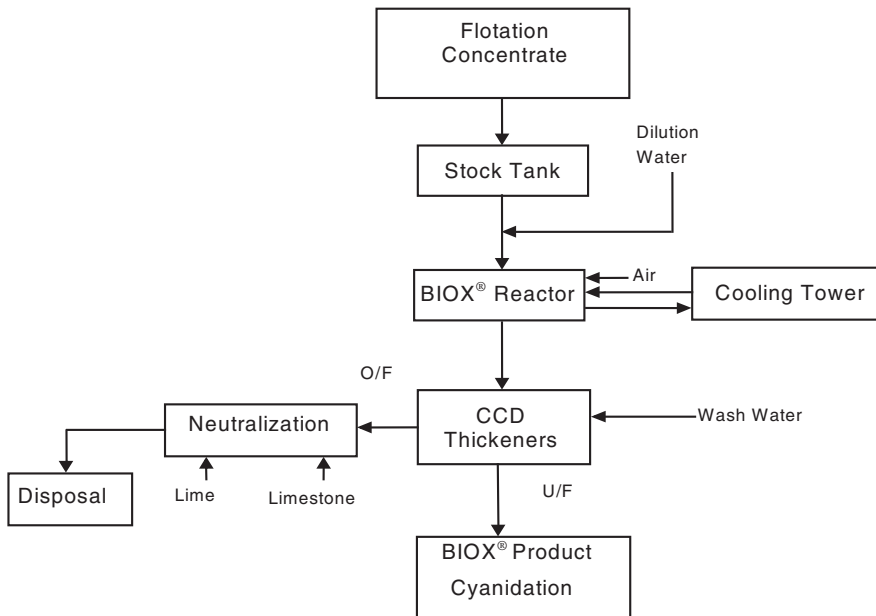 Flotation
Concentrate
Dilution
Water
Stock Tank
BIOX® Reactor
Air
Cooling Tower
O/F
Neutralization
CCD
Thickeners
Wash Water
Disposal
Lime
Limestone
U/F
BIOX® Product
Cyanidation